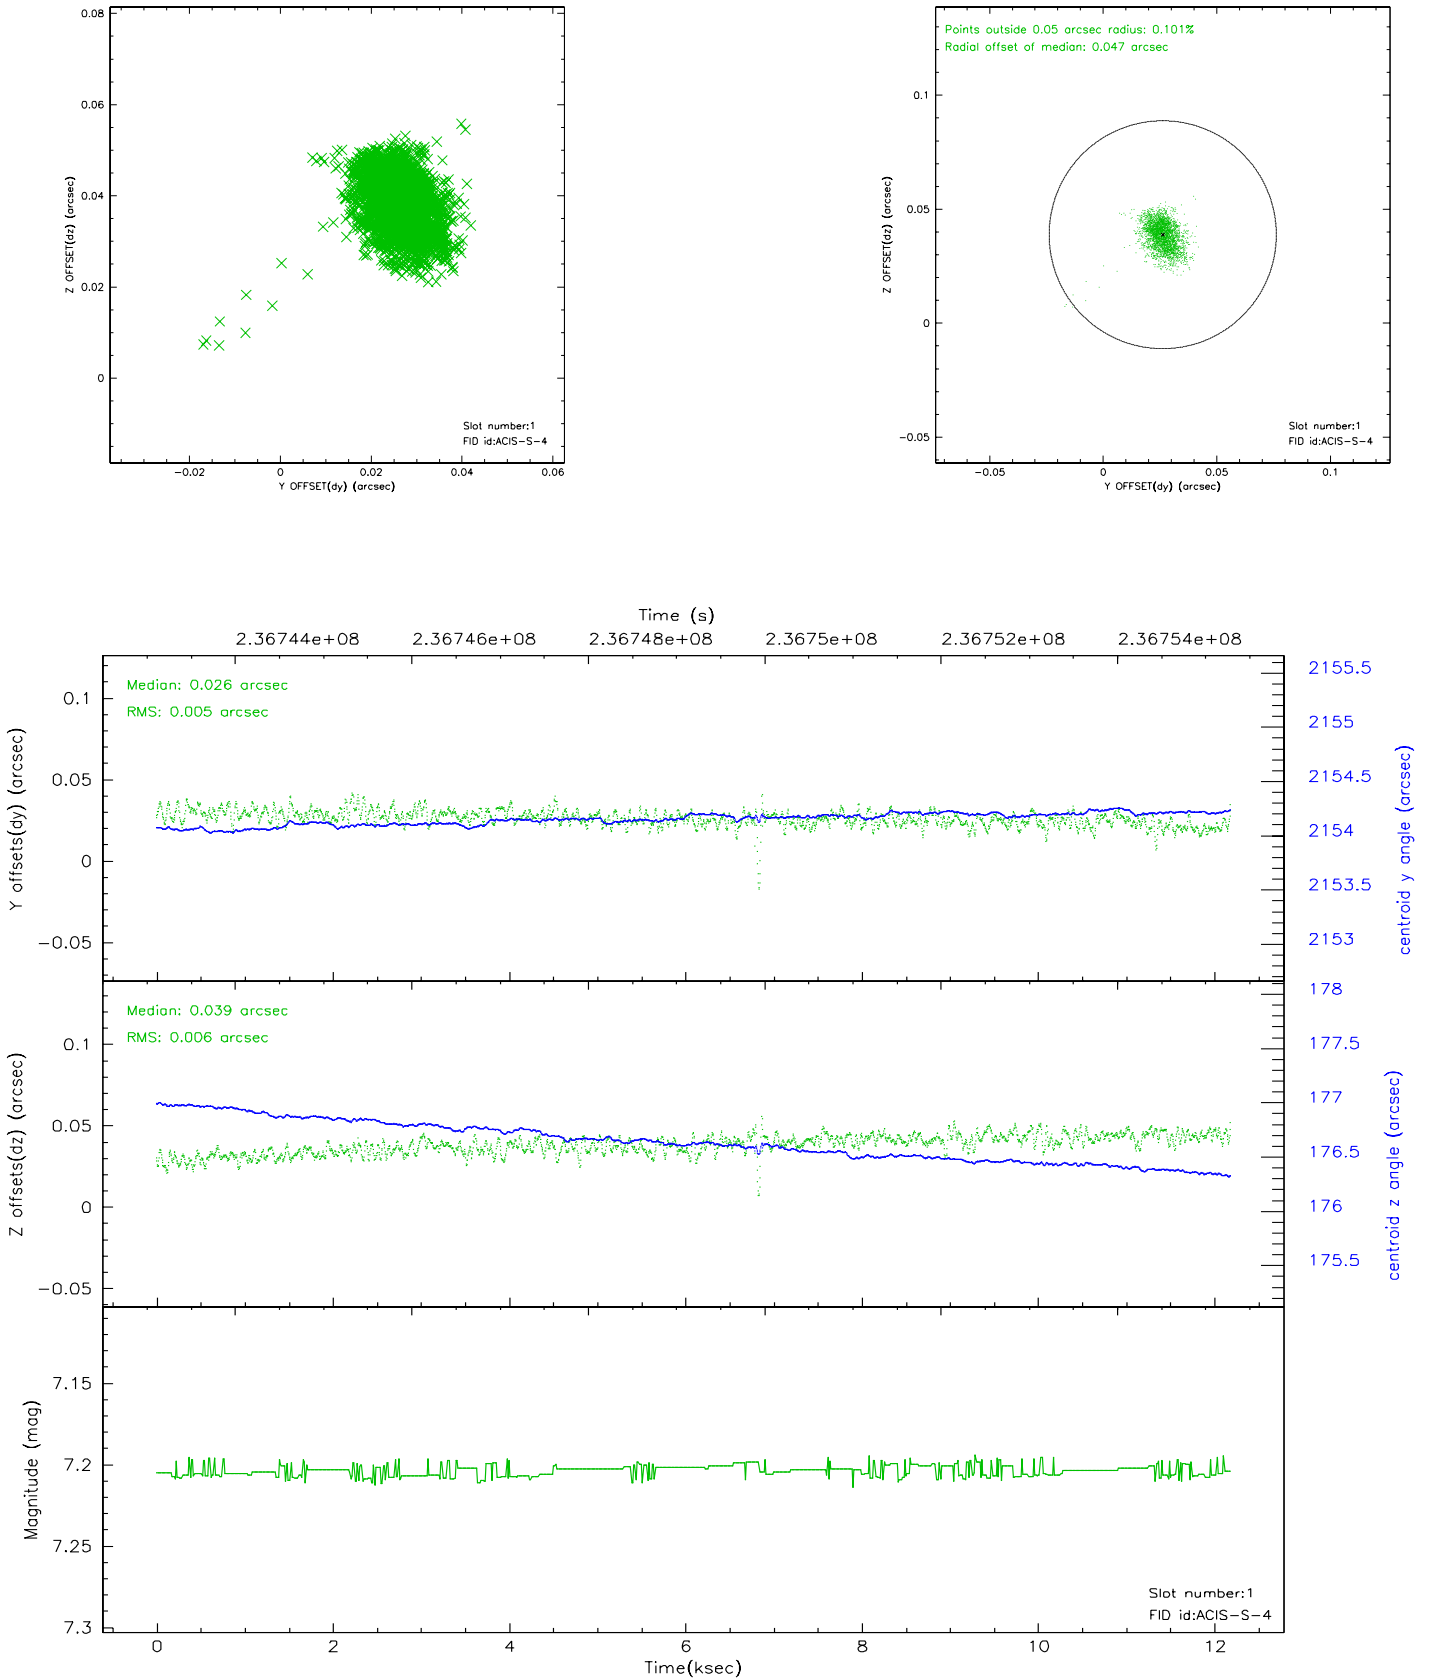 0.08
0.06
0.04
0.02
0
Z OFFSET(dz) (arcsec)
Slot number:1
FID id:ACIS-S-4
-0.02 0 0.02 0.04 0.06
Y OFFSET(dy) (arcsec)
Points outside 0.05 arcsec radius: 0.101%
Radial offset of median: 0.047 arcsec
0.1
0.05
0
-0.05
Z OFFSET(dz) (arcsec)
Slot number:1
FID id:ACIS-S-4
-0.05 0 0.05 0.1
Y OFFSET(dy) (arcsec)
Time (s)
2.36744e+08 2.36746e+08 2.36748e+08 2.3675e+08 2.36752e+08 2.36754e+08
Median: 0.026 arcsec
RMS: 0.005 arcsec
0.1
0.05
0
-0.05
Y offsets(dy) (arcsec)
2155.5
2155
2154.5
2154
2153.5
2153
centroid y angle (arcsec)
Median: 0.039 arcsec
RMS: 0.006 arcsec
0.1
0.05
0
-0.05
Z offsets(dz) (arcsec)
178
177.5
177
176.5
176
175.5
centroid z angle (arcsec)
7.15
7.2
7.25
7.3
Magnitude (mag)
Slot number:1
FID id:ACIS-S-4
0 2 4 6 8 10 12
Time(ksec)